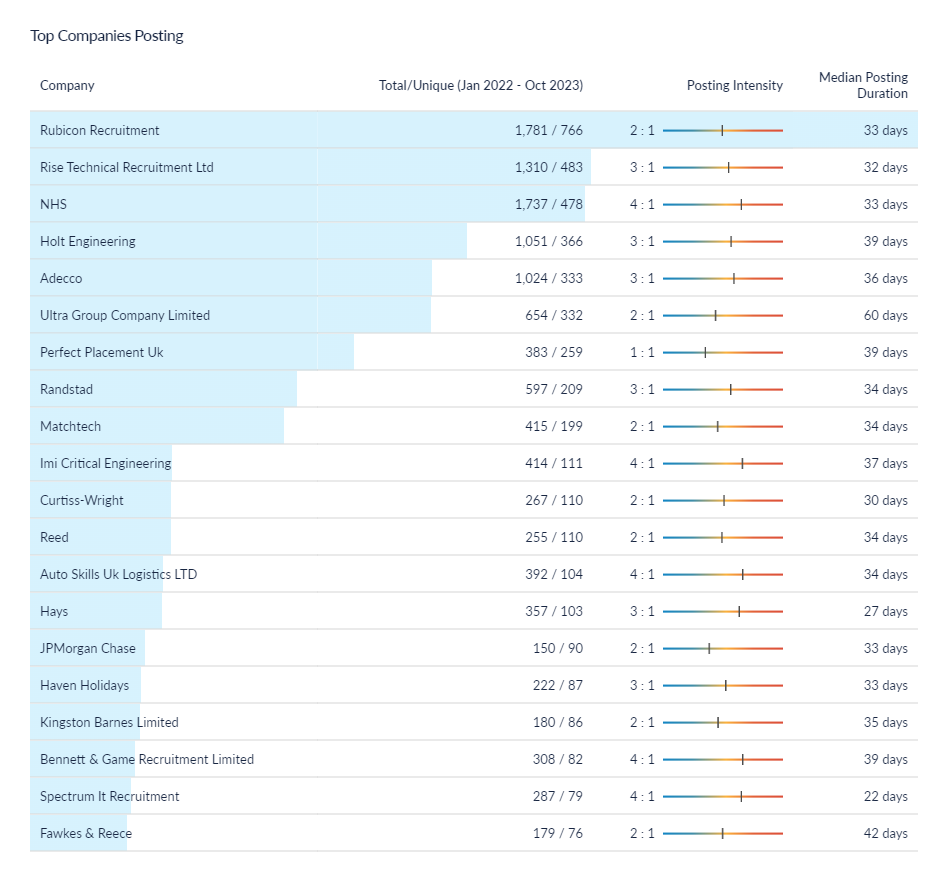 Top Companies Posting
Company Total/Unique (Jan 2022 - Oct 2023) Posting Intensity Median Posting Duration
Rubicon Recruitment 1,781 / 766 2 : 1 33 days
Rise Technical Recruitment Ltd 1,310 / 483 3 : 1 32 days
NHS 1,737 / 478 4 : 1 33 days
Holt Engineering 1,051 / 366 3 : 1 39 days
Adecco 1,024 / 333 3 : 1 36 days
Ultra Group Company Limited 654 / 332 2 : 1 60 days
Perfect Placement Uk 383 / 259 1 : 1 39 days
Randstad 597 / 209 3 : 1 34 days
Matchtech 415 / 199 2 : 1 34 days
Imi Critical Engineering 414 / 111 4 : 1 37 days
Curtiss-Wright 267 / 110 2 : 1 30 days
Reed 255 / 110 2 : 1 34 days
Auto Skills Uk Logistics LTD 392 / 104 4 : 1 34 days
Hays 357 / 103 3 : 1 27 days
JPMorgan Chase 150 / 90 2 : 1 33 days
Haven Holidays 222 / 87 3 : 1 33 days
Kingston Barnes Limited 180 / 86 2 : 1 35 days
Bennett & Game Recruitment Limited 308 / 82 4 : 1 39 days
Spectrum It Recruitment 287 / 79 4 : 1 22 days
Fawkes & Reece 179 / 76 2 : 1 42 days